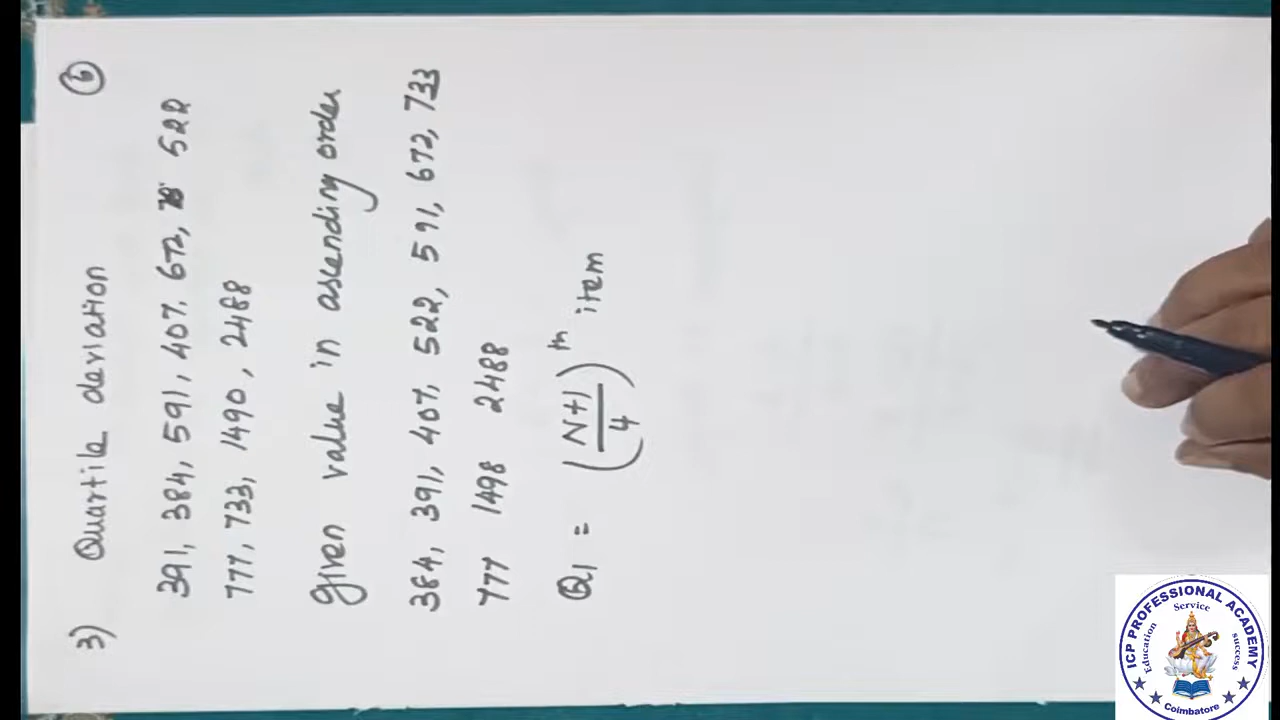 3) Quartile deviation 6
391, 384, 591, 407, 672, 522
777, 733, 1490, 2488
Given value in ascending order
384, 391, 407, 522, 591, 672, 733
777 1498 2488
Q1 = (N+1/4)th item
ICP PROFESSIONAL ACADEMY
Service
Education
success
Coimbatore